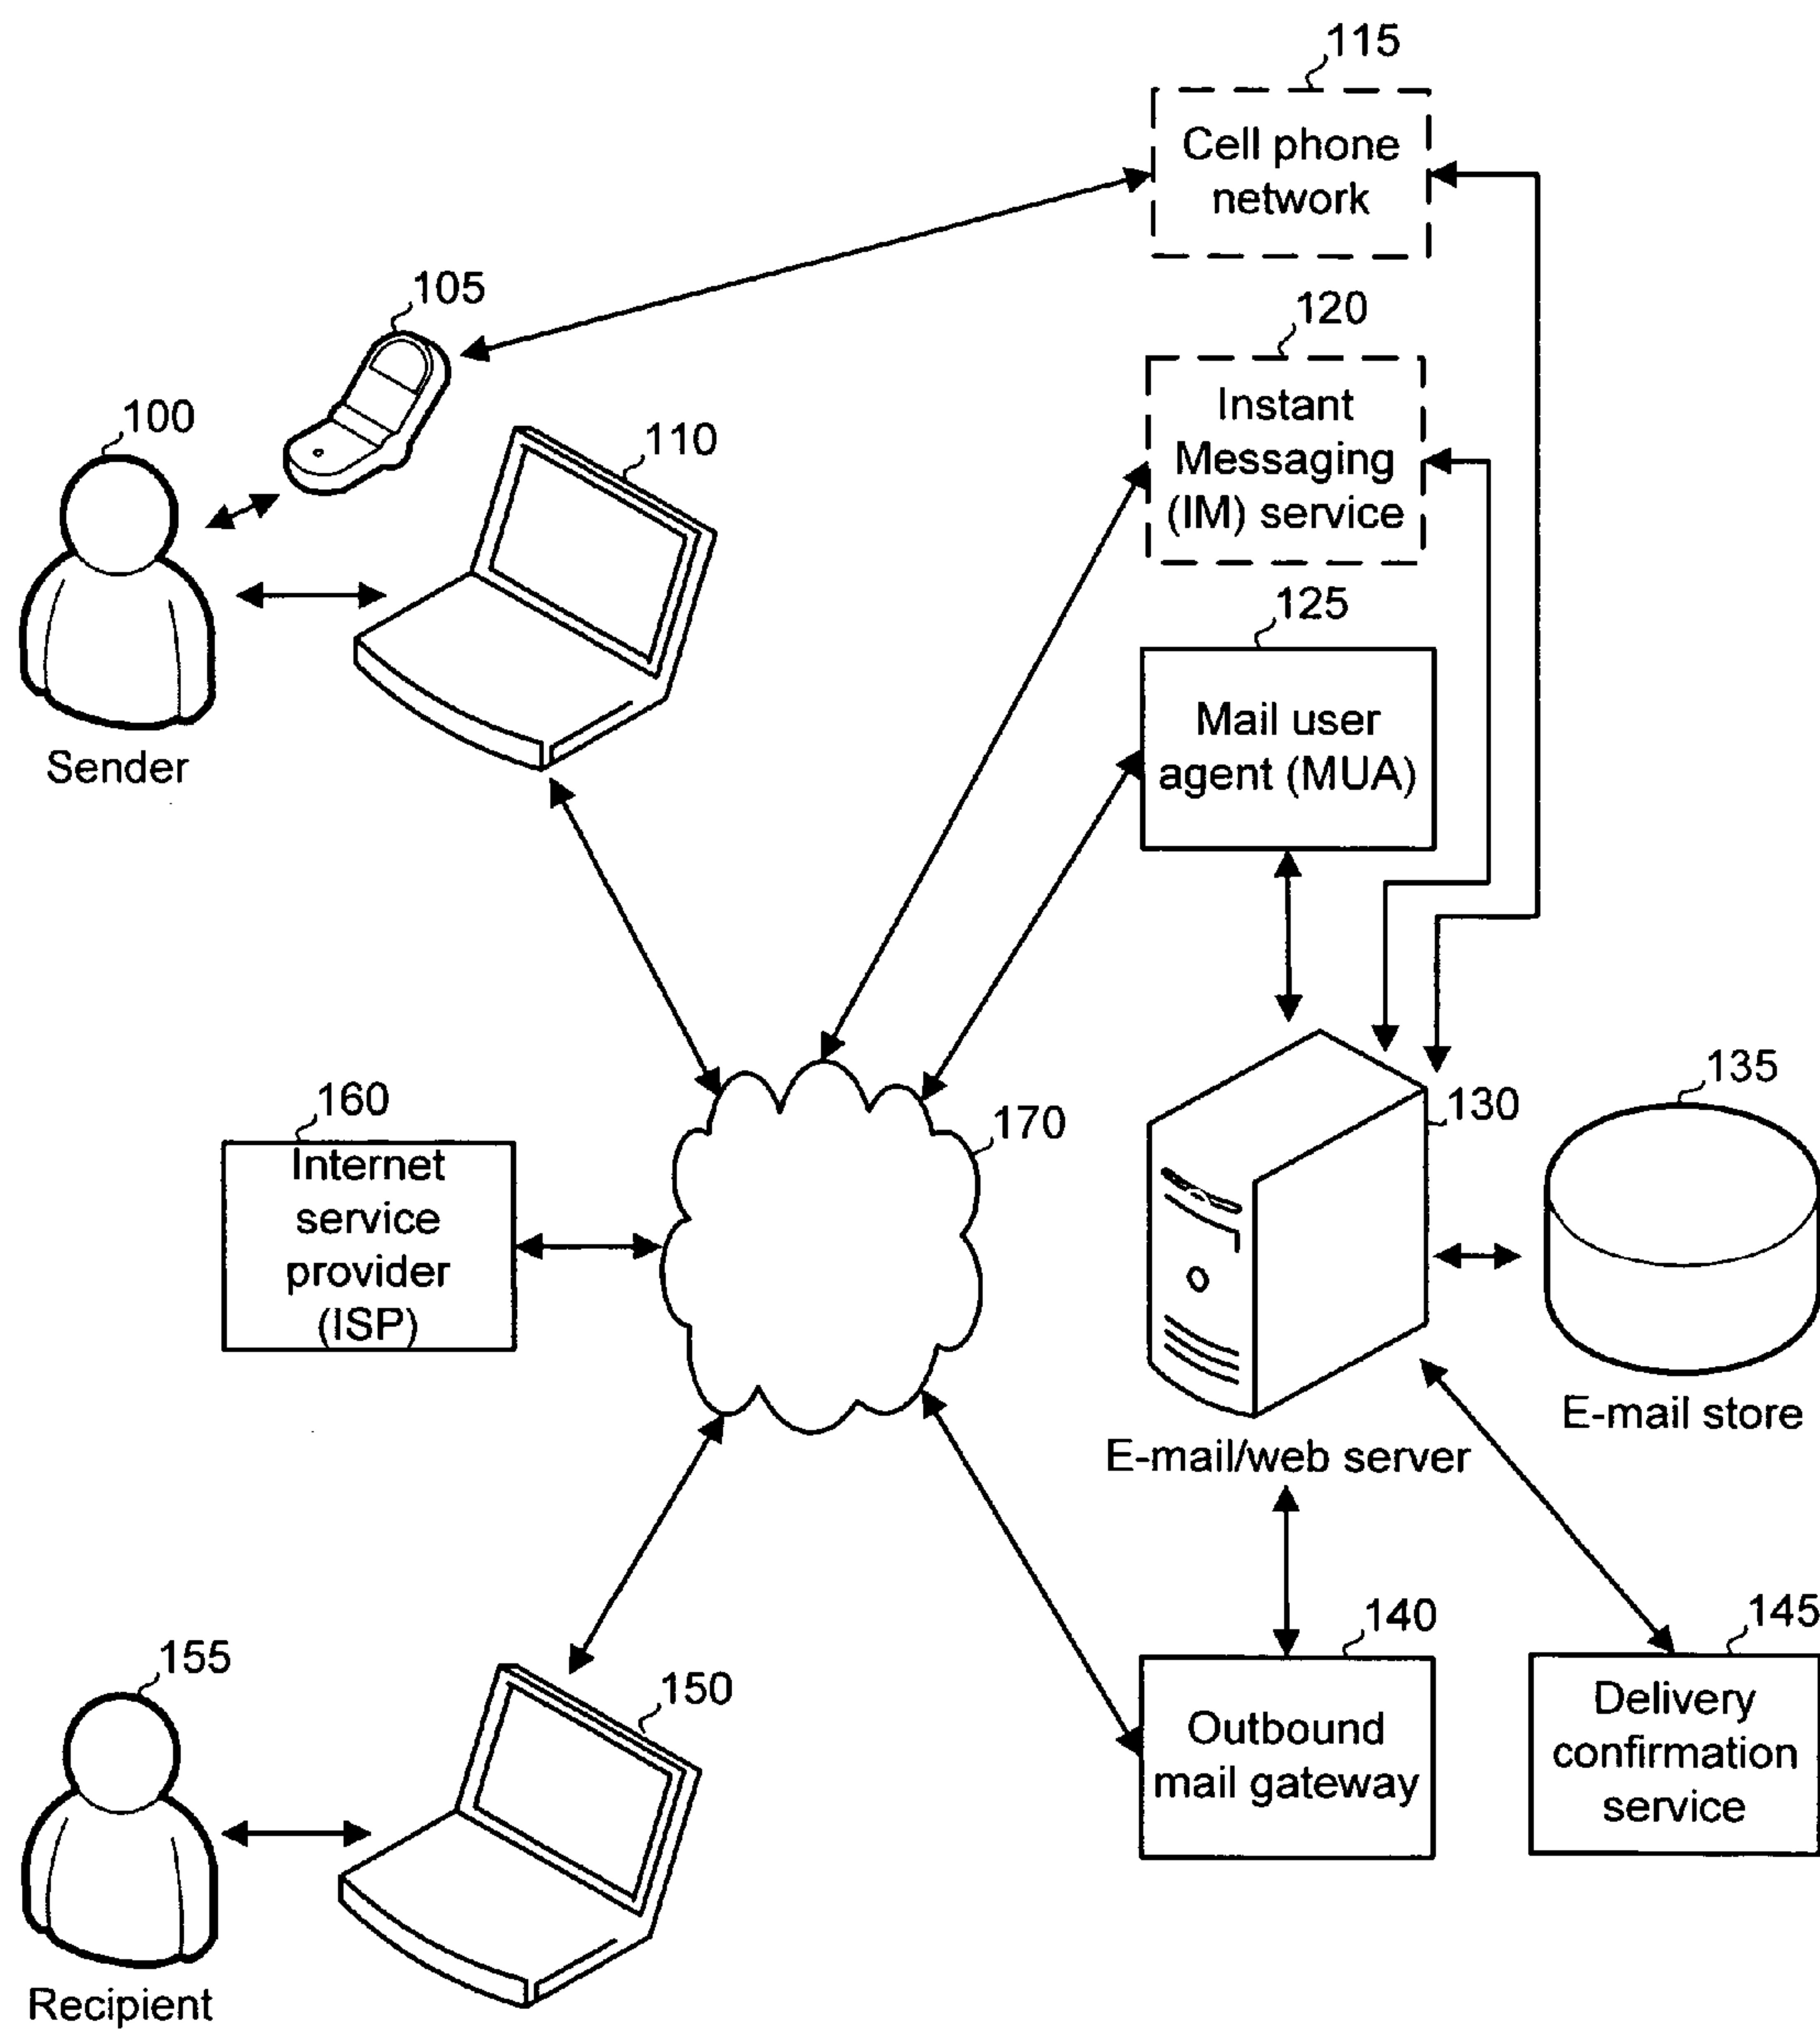 115
Cell phone
network
105
120
Instant
Messaging
(IM) service
100
110
125
Mail user
agent (MUA)
Sender
160
Internet
service
provider
(ISP)
170
130
135
E-mail store
E-mail/web server
140
Outbound
mail gateway
145
Delivery
confirmation
service
155
150
Recipient